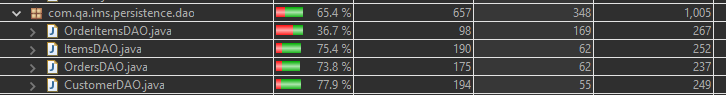 com.qa.ims.persistence.dao 65.4 % 657 348 1,005
OrderItemsDAO.java 36.7 % 98 169 267
ItemsDAO.java 75.4 % 190 62 252
OrdersDAO.java 73.8 % 175 62 237
CustomerDAO.java 77.9 % 194 55 249